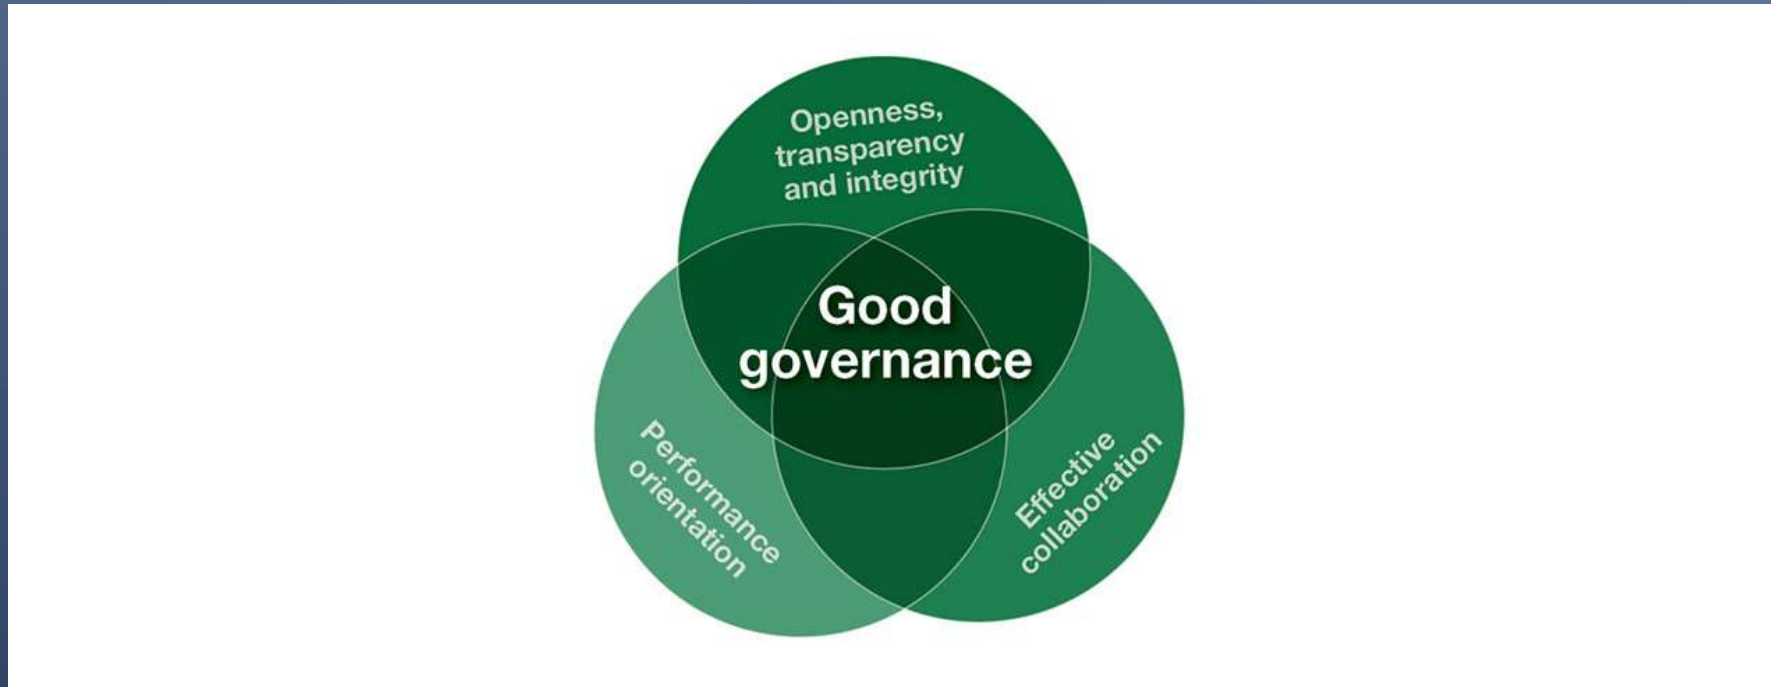 Openness,
transparency
and integrity
Good
governance
Performance
orientation
Effective
collaboration